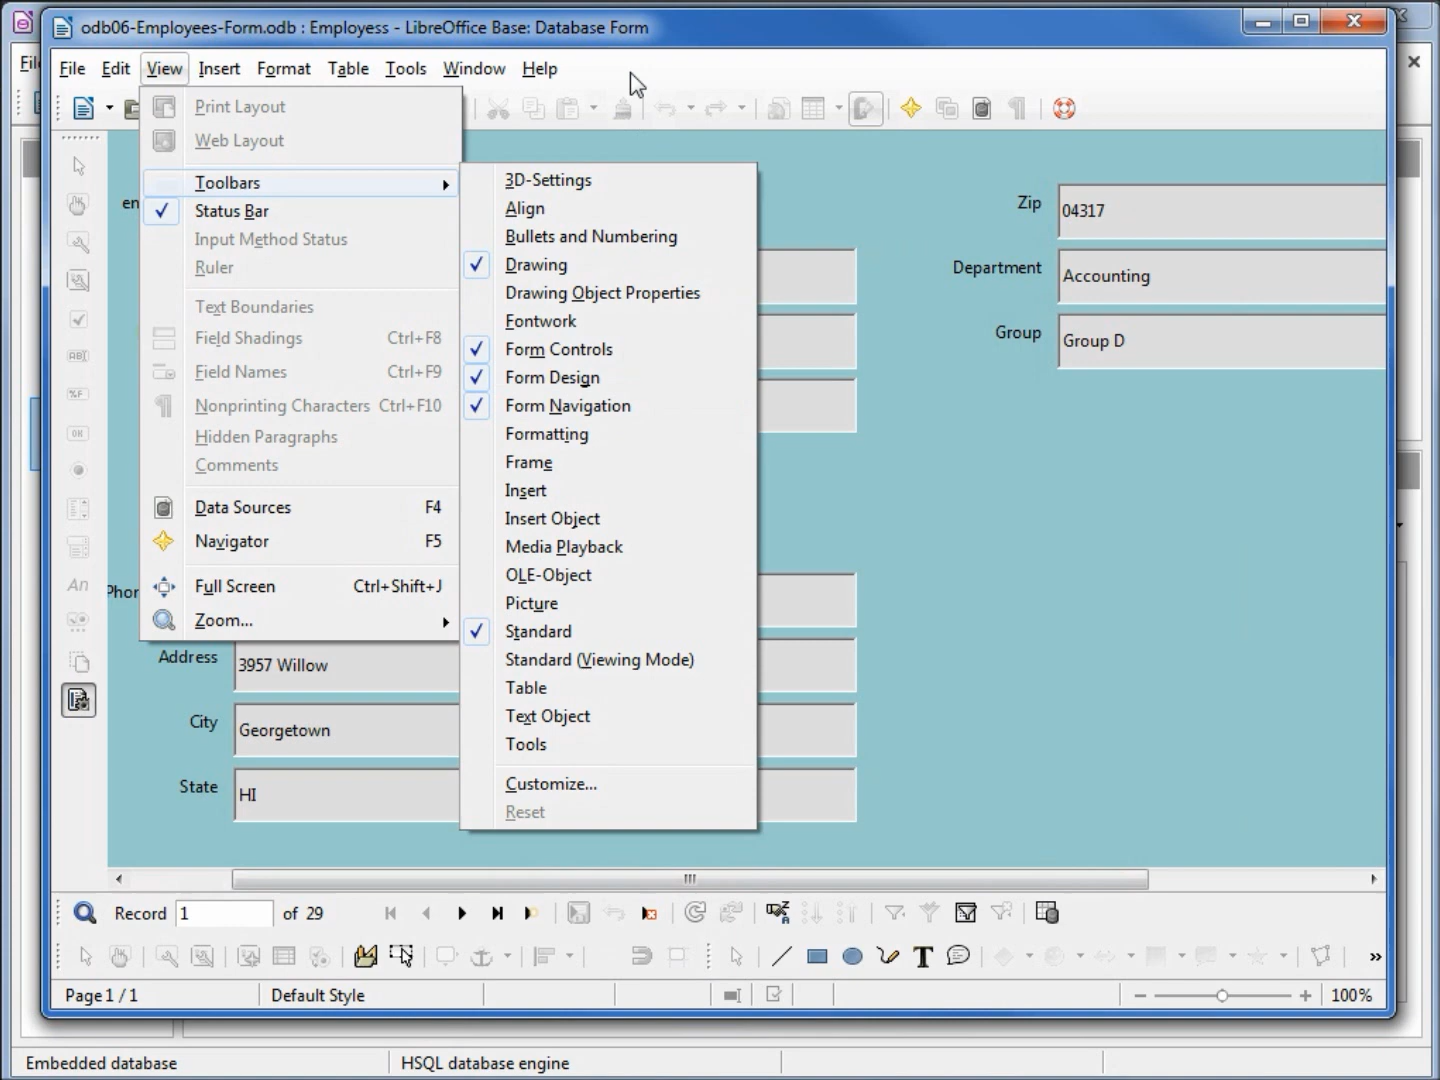 odb06-Employees-Form.odb : Employess - LibreOffice Base: Database Form
File Edit View Insert Format Table Tools Window Help
Print Layout
Web Layout
Toolbars
Status Bar
Input Method Status
Ruler
Text Boundaries
Field Shadings Ctrl+F8
Field Names Ctrl+F9
Nonprinting Characters Ctrl+F10
Hidden Paragraphs
Comments
Data Sources F4
Navigator F5
Full Screen Ctrl+Shift+J
Zoom...
3D-Settings
Align
Bullets and Numbering
Drawing
Drawing Object Properties
Fontwork
Form Controls
Form Design
Form Navigation
Formatting
Frame
Insert
Insert Object
Media Playback
OLE-Object
Picture
Standard
Standard (Viewing Mode)
Table
Text Object
Tools
Customize...
Reset
Zip 04317
Department Accounting
Group Group D
Phor
Address 3957 Willow
City Georgetown
State HI
Record 1 of 29
Page 1 / 1 Default Style 100%
Embedded database HSQL database engine